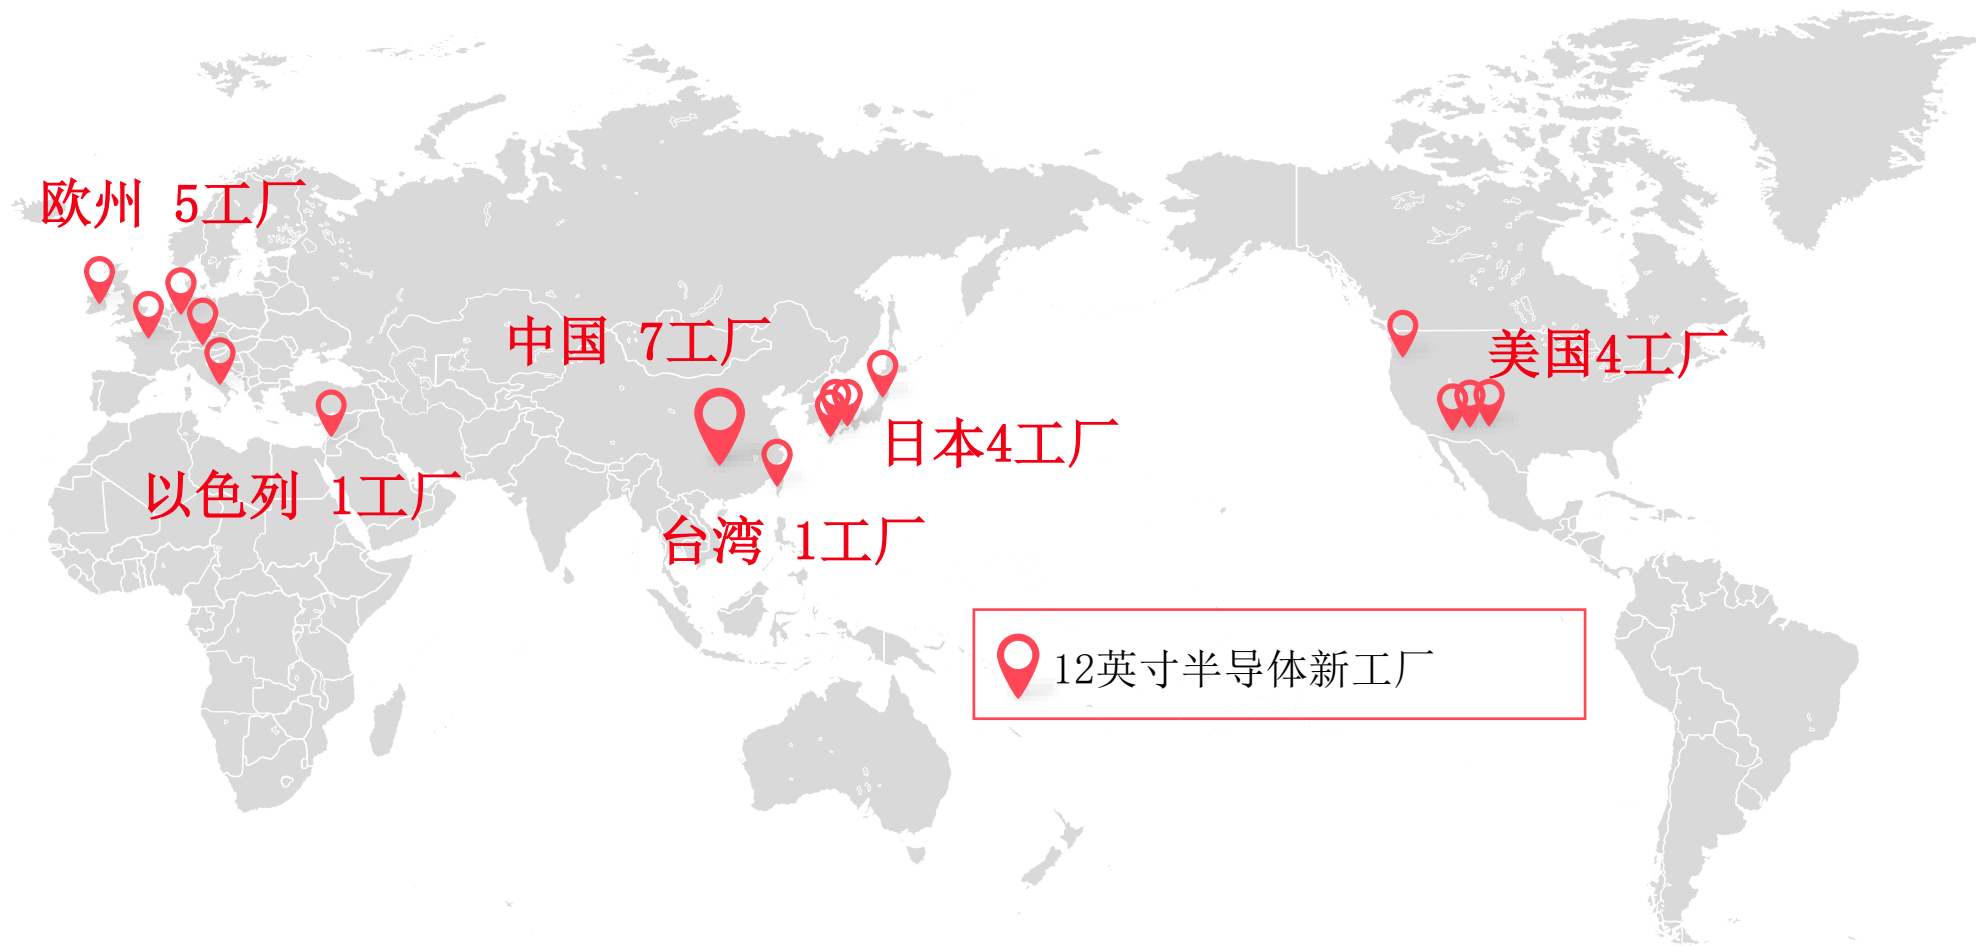 欧州 5工厂
中国 7工厂
美国4工厂
日本4工厂
以色列 1工厂
台湾 1工厂
12英寸半导体新工厂